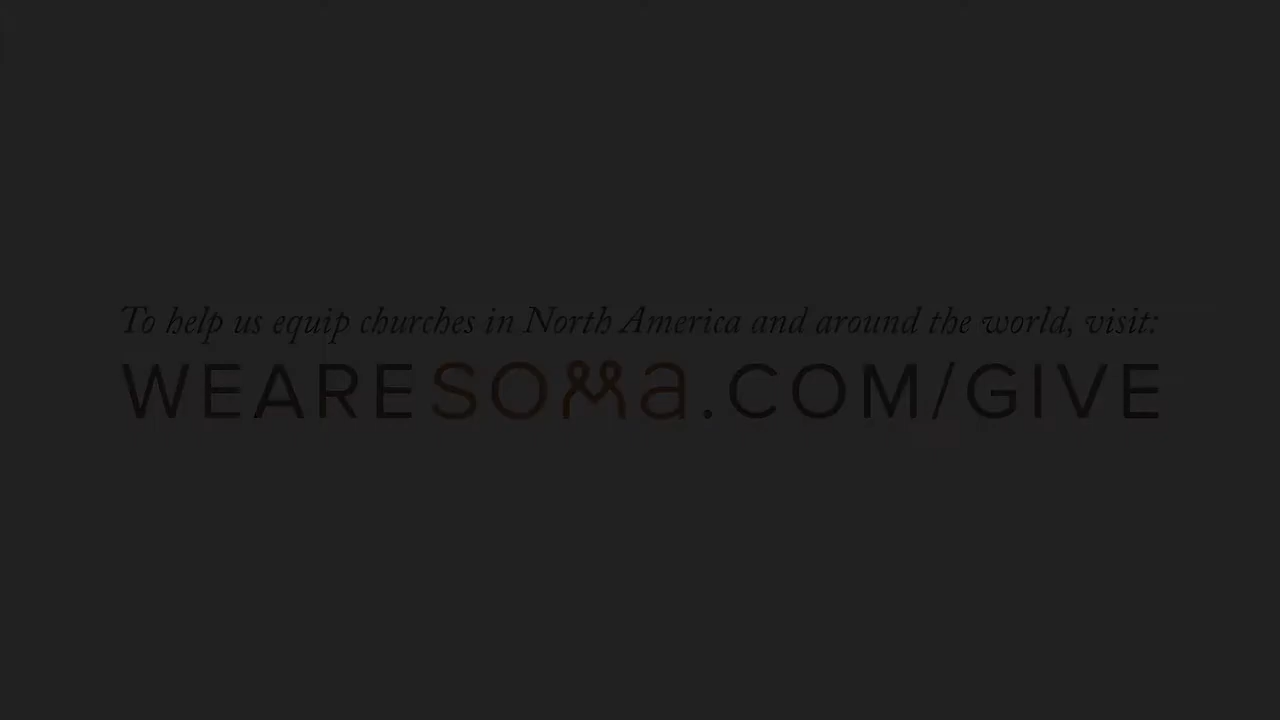 To help us equip churches in North America and around the world, visit:
WEARESOMa.COM/GIVE